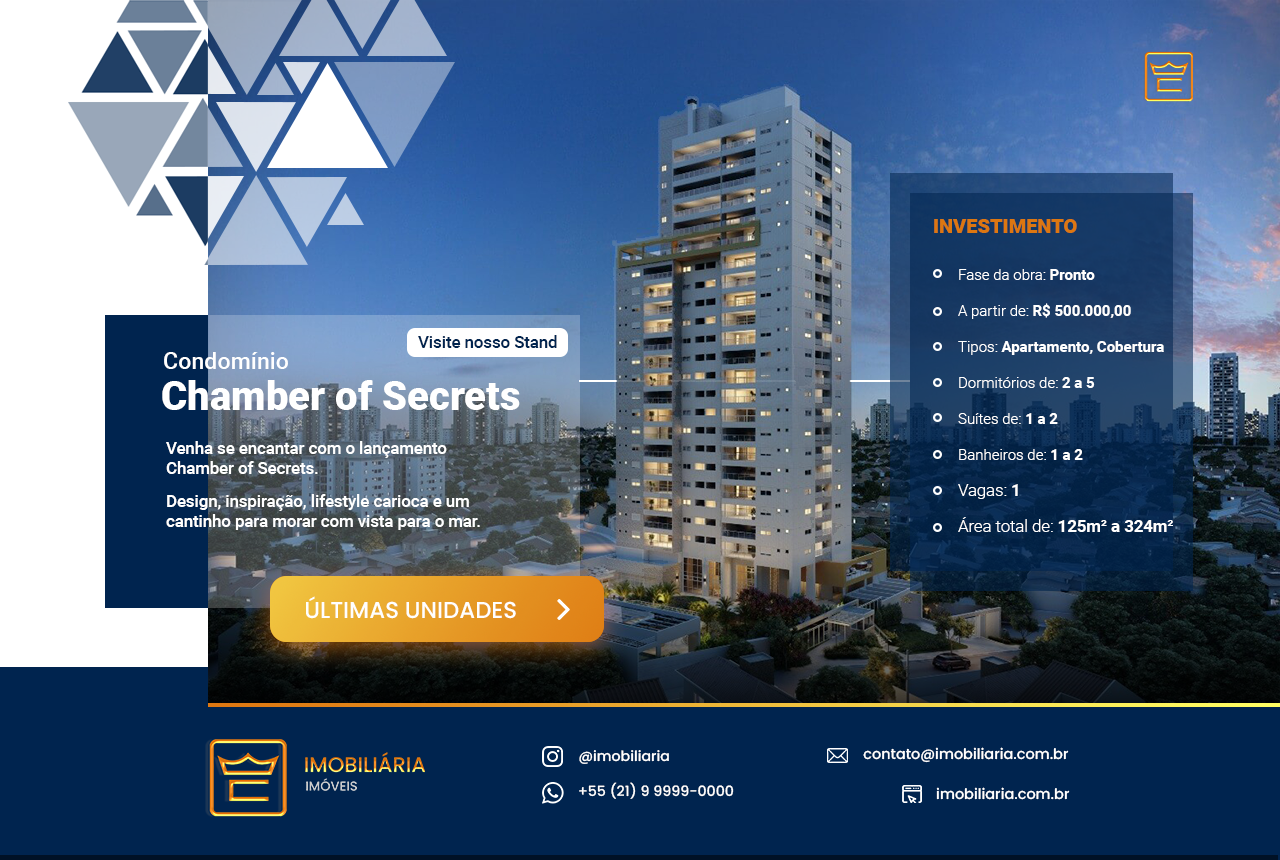 Visite nosso Stand
Condomínio
Chamber of Secrets
Venha se encantar com o lançamento
Chamber of Secrets.
Design, inspiração, lifestyle carioca e um
cantinho para morar com vista para o mar.
ÚLTIMAS UNIDADES
INVESTIMENTO
Fase da obra: Pronto
A partir de: R$ 500.000,00
Tipos: Apartamento, Cobertura
Dormitórios de: 2 a 5
Suítes de: 1 a 2
Banheiros de: 1 a 2
Vagas: 1
Área total de: 125m² a 324m²
IMOBILIÁRIA
IMÓVEIS
@imobiliaria
+55 (21) 9 9999-0000
contato@imobiliaria.com.br
imobiliaria.com.br